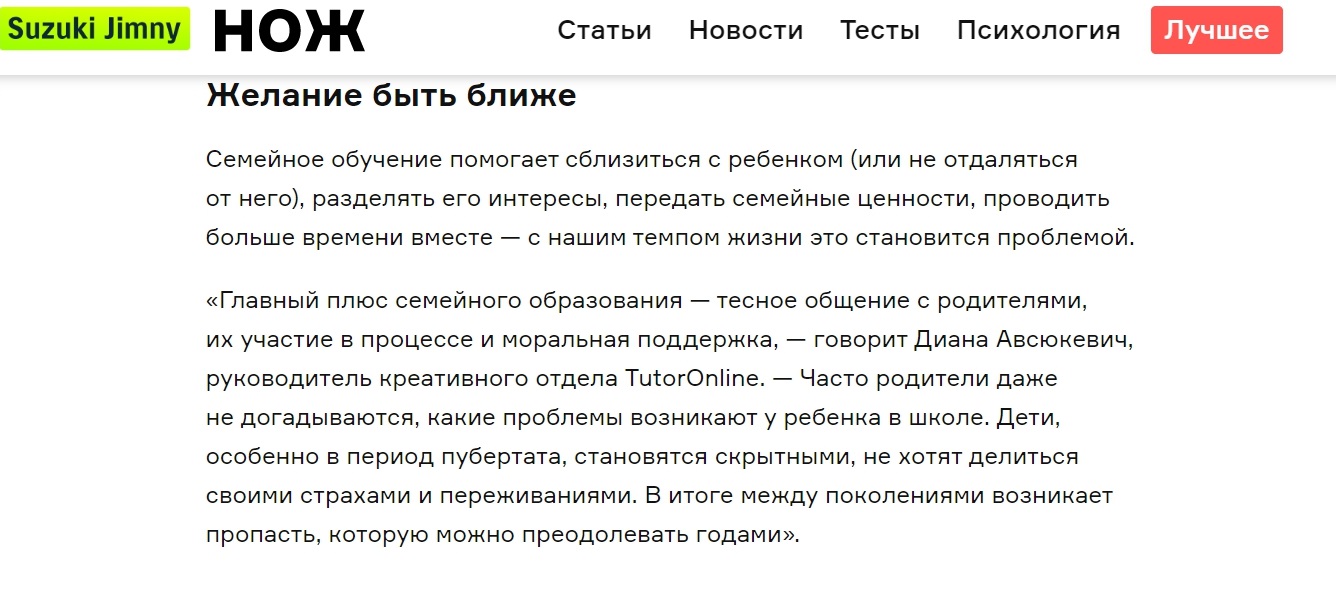 Suzuki Jimny НОЖ Статьи Новости Тесты Психология Лучшее
Желание быть ближе
Семейное обучение помогает сблизиться с ребенком (или не отдаляться
от него), разделять его интересы, передать семейные ценности, проводить
больше времени вместе — с нашим темпом жизни это становится проблемой.
«Главный плюс семейного образования — тесное общение с родителями,
их участие в процессе и моральная поддержка, — говорит Диана Авсюкевич,
руководитель креативного отдела TutorOnline. — Часто родители даже
не догадываются, какие проблемы возникают у ребенка в школе. Дети,
особенно в период пубертата, становятся скрытными, не хотят делиться
своими страхами и переживаниями. В итоге между поколениями возникает
пропасть, которую можно преодолевать годами».